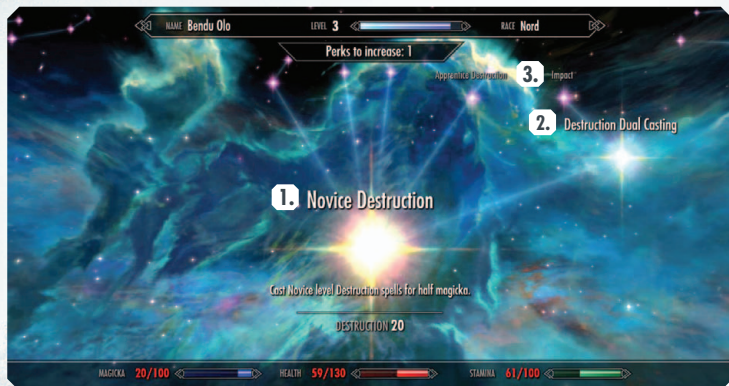 NAME Bendu Olo LEVEL 3 RACE Nord
Perks to increase: 1
Apprentice Destruction 3. Impact
2. Destruction Dual Casting
1. Novice Destruction
Cast Novice level Destruction spells for half magicka.
DESTRUCTION 20
MAGICKA 20/100 HEALTH 59/130 STAMINA 61/100